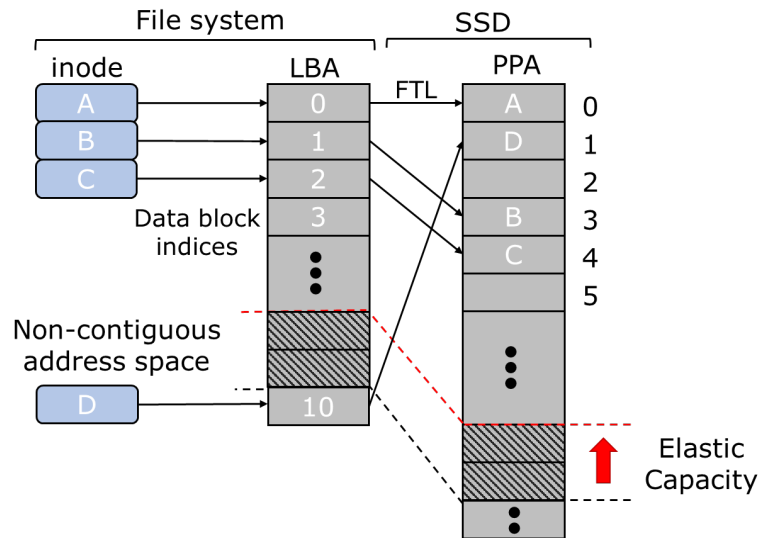 File system
SSD
inode
LBA
PPA
FTL
A
0
A
0
B
1
D
1
C
2
2
Data block
indices
3
B
3
C
4
5
Non-contiguous
address space
D
10
Elastic
Capacity